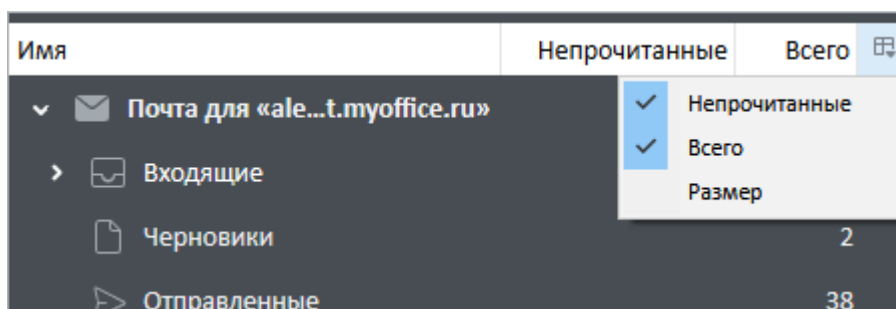 Имя Непрочитанные Всего
Почта для «ale...t.myoffice.ru» Непрочитанные
Всего
Входящие
Размер
Черновики 2
Отправленные 38